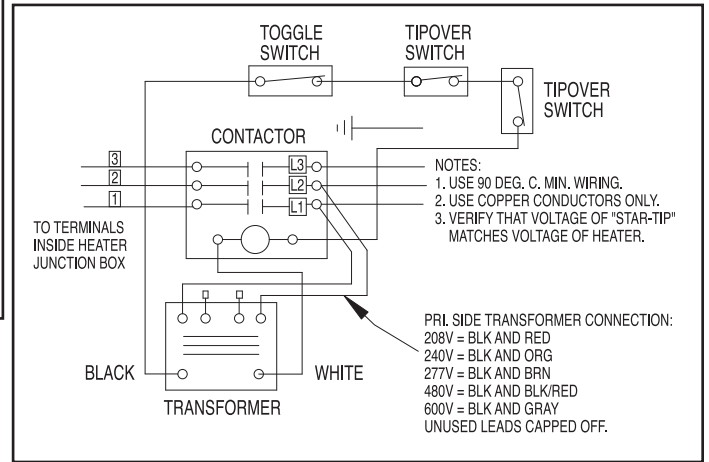 TOGGLE
SWITCH
TIPOVER
SWITCH
TIPOVER
SWITCH
CONTACTOR
3
2
1
L3
L2
L1
TO TERMINALS
INSIDE HEATER
JUNCTION BOX
NOTES:
1. USE 90 DEG. C. MIN. WIRING.
2. USE COPPER CONDUCTORS ONLY.
3. VERIFY THAT VOLTAGE OF "STAR-TIP"
MATCHES VOLTAGE OF HEATER.
BLACK
WHITE
TRANSFORMER
PRI. SIDE TRANSFORMER CONNECTION:
208V = BLK AND RED
240V = BLK AND ORG
277V = BLK AND BRN
480V = BLK AND BLK/RED
600V = BLK AND GRAY
UNUSED LEADS CAPPED OFF.